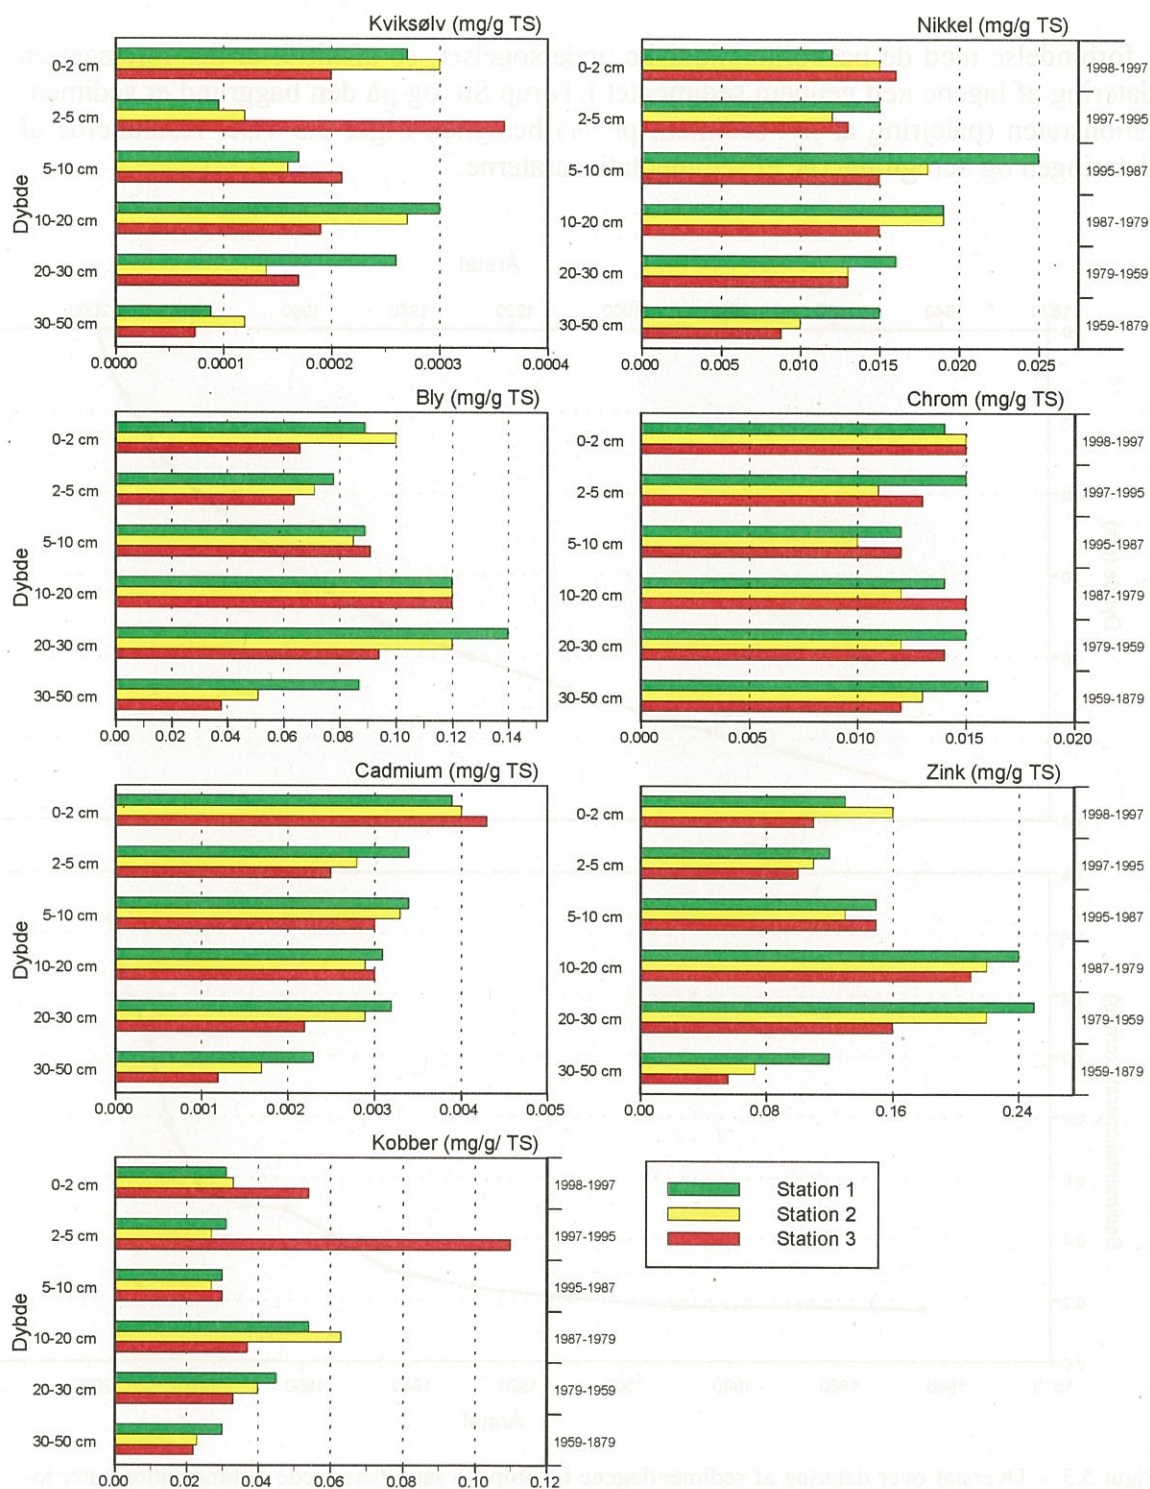 Kviksølv (mg/g TS)
Dybde
0-2 cm
2-5 cm
5-10 cm
10-20 cm
20-30 cm
30-50 cm
0.0000 0.0001 0.0002 0.0003 0.0004
Nikkel (mg/g TS)
0-2 cm 1998-1997
2-5 cm 1997-1995
5-10 cm 1995-1987
10-20 cm 1987-1979
20-30 cm 1979-1959
30-50 cm 1959-1879
0.000 0.005 0.010 0.015 0.020 0.025
Bly (mg/g TS)
Dybde
0-2 cm
2-5 cm
5-10 cm
10-20 cm
20-30 cm
30-50 cm
0.00 0.02 0.04 0.06 0.08 0.10 0.12 0.14
Chrom (mg/g TS)
0-2 cm 1998-1997
2-5 cm 1997-1995
5-10 cm 1995-1987
10-20 cm 1987-1979
20-30 cm 1979-1959
30-50 cm 1959-1879
0.000 0.005 0.010 0.015 0.020
Cadmium (mg/g TS)
Dybde
0-2 cm
2-5 cm
5-10 cm
10-20 cm
20-30 cm
30-50 cm
0.000 0.001 0.002 0.003 0.004 0.005
Zink (mg/g TS)
0-2 cm 1998-1997
2-5 cm 1997-1995
5-10 cm 1995-1987
10-20 cm 1987-1979
20-30 cm 1979-1959
30-50 cm 1959-1879
0.00 0.08 0.16 0.24
Kobber (mg/g/ TS)
Dybde
0-2 cm 1998-1997
2-5 cm 1997-1995
5-10 cm 1995-1987
10-20 cm 1987-1979
20-30 cm 1979-1959
30-50 cm 1959-1879
0.00 0.02 0.04 0.06 0.08 0.10 0.12
Station 1
Station 2
Station 3